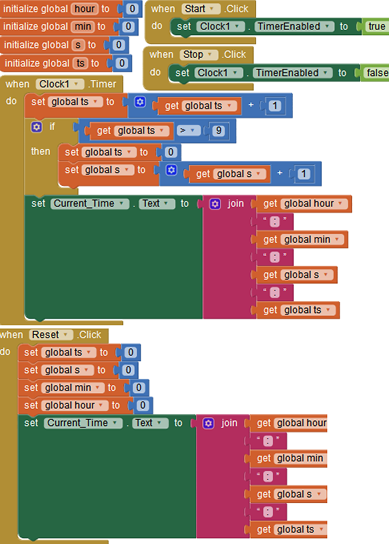 initialize global hour to 0
initialize global min to 0
initialize global s to 0
initialize global ts to 0
when Start .Click
do set Clock1 . TimerEnabled to true
when Stop .Click
do set Clock1 . TimerEnabled to false
when Clock1 .Timer
do set global ts to get global ts + 1
if get global ts > 9
then set global ts to 0
set global s to get global s + 1
set Current_Time . Text to join get global hour
" : "
get global min
" : "
get global s
" : "
get global ts
when Reset .Click
do set global ts to 0
set global s to 0
set global min to 0
set global hour to 0
set Current_Time . Text to join get global hour
" : "
get global min
" : "
get global s
" : "
get global ts